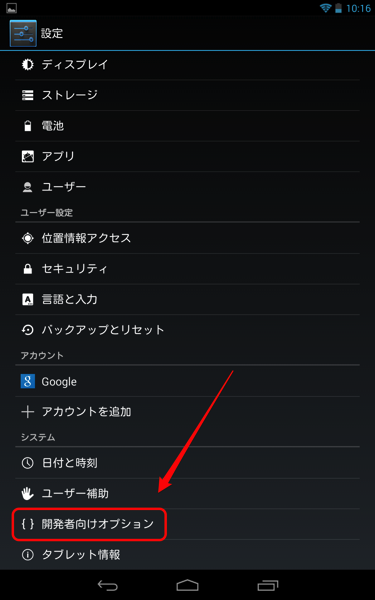 10:16
設定
ディスプレイ
ストレージ
電池
アプリ
ユーザー
ユーザー設定
位置情報アクセス
セキュリティ
言語と入力
バックアップとリセット
アカウント
Google
アカウントを追加
システム
日付と時刻
ユーザー補助
{ } 開発者向けオプション
タブレット情報